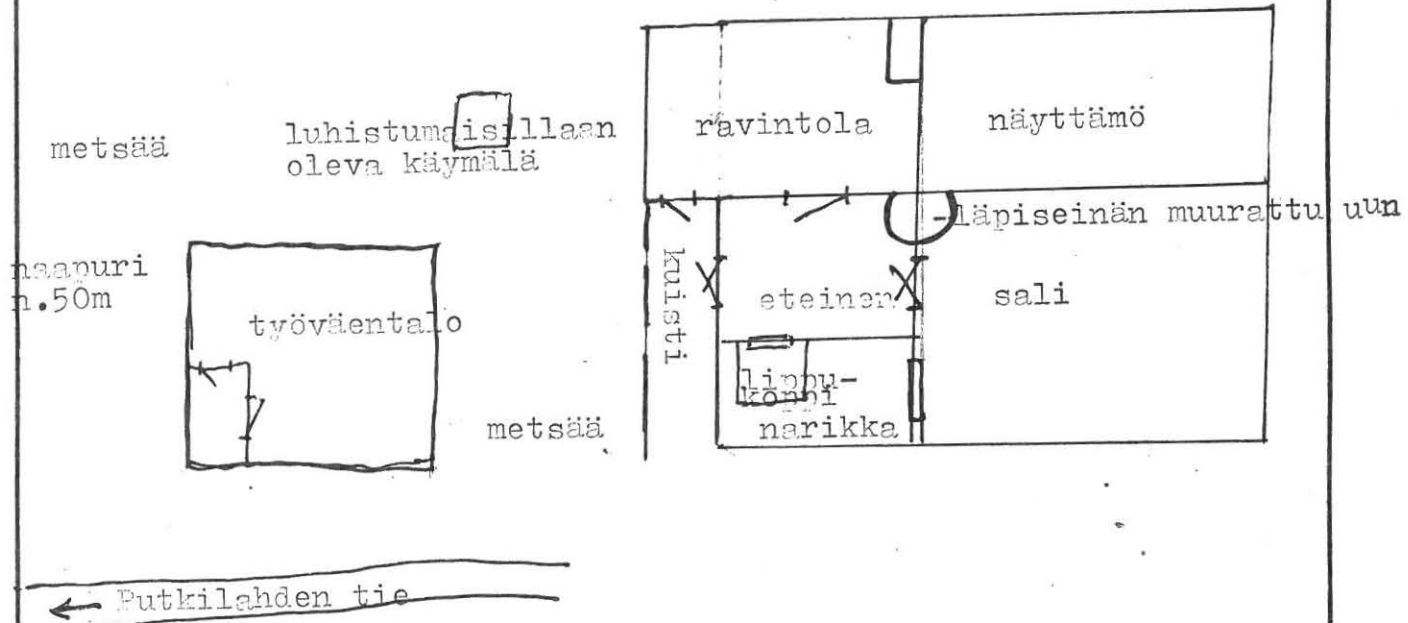 metsää
luhistumaisillaan
oleva käymälä
ravintola
näyttämö
-läpiseinän muurattu uun
naapuri
n.50m
työväentalo
kuisti
eteinen
sali
lippu-
koppi
narikka
metsää
← Putkilahden tie